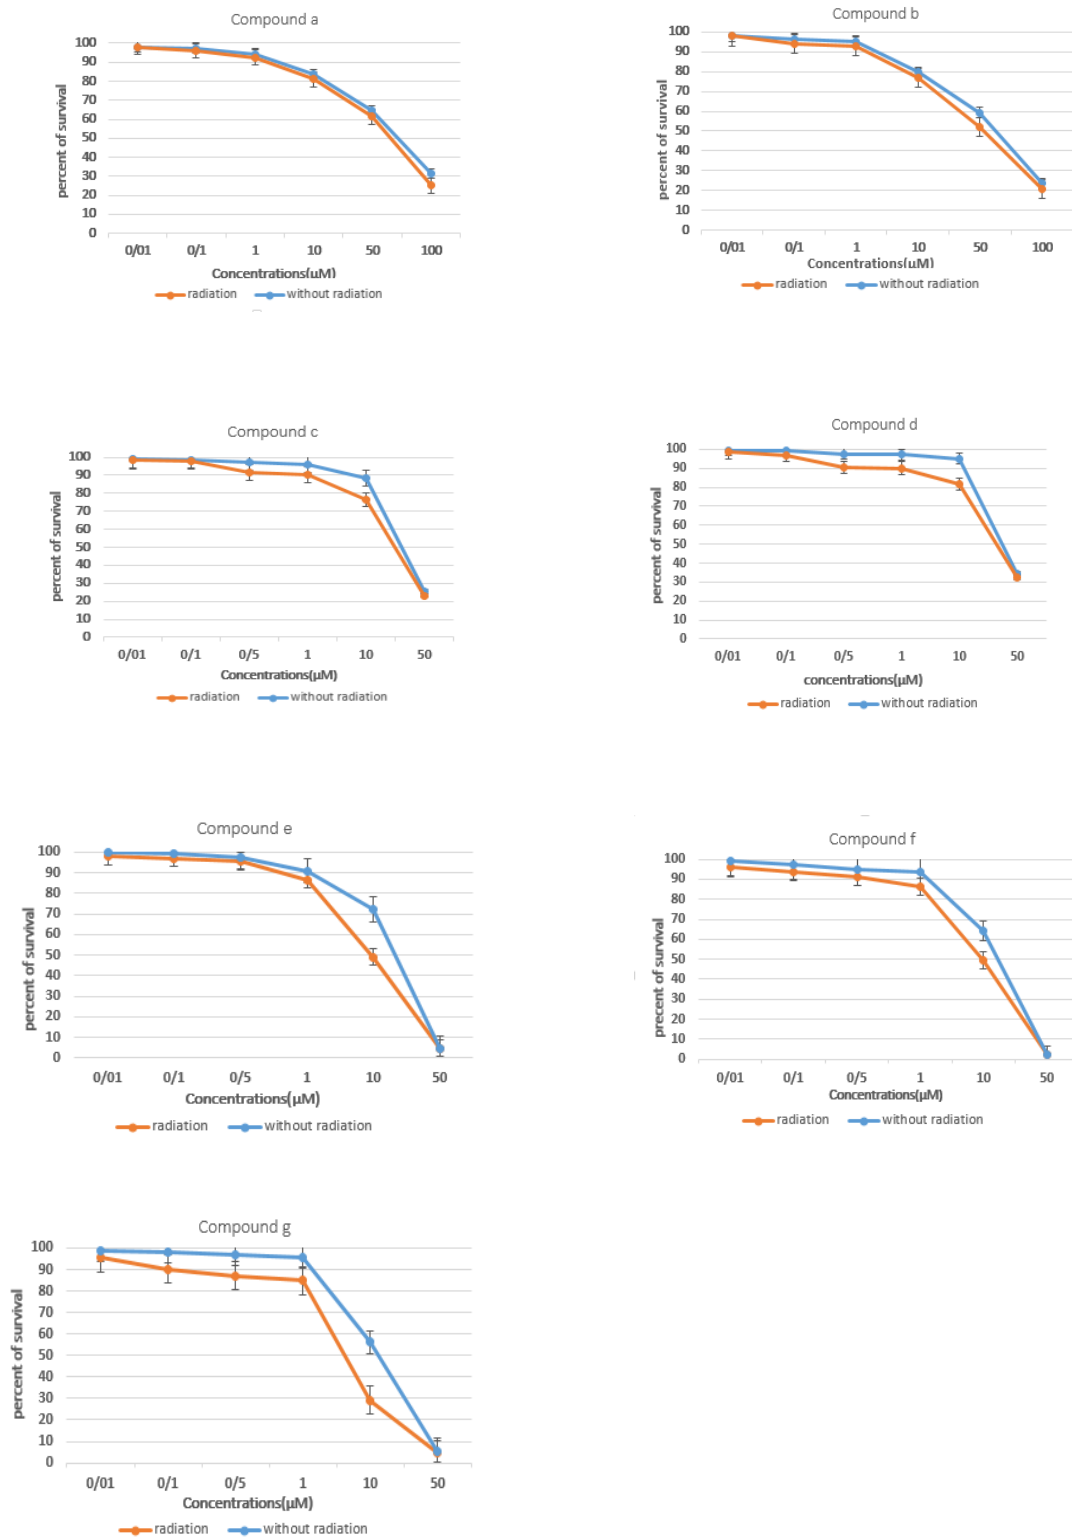 Compound a
100
90
80
70
60
50
40
30
20
10
0
percent of survival
0/01 0/1 1 10 50 100
Concentrations(µM)
radiation without radiation
Compound b
100
90
80
70
60
50
40
30
20
10
0
percent of survival
0/01 0/1 1 10 50 100
Concentrations(µM)
radiation without radiation
Compound c
100
90
80
70
60
50
40
30
20
10
0
percent of survival
0/01 0/1 0/5 1 10 50
Concentrations(µM)
radiation without radiation
Compound d
100
90
80
70
60
50
40
30
20
10
0
percent of survival
0/01 0/1 0/5 1 10 50
concentrations(µM)
radiation without radiation
Compound e
100
90
80
70
60
50
40
30
20
10
0
percent of survival
0/01 0/1 0/5 1 10 50
Concentrations(µM)
radiation without radiation
Compound f
100
90
80
70
60
50
40
30
20
10
0
precent of survival
0/01 0/1 0/5 1 10 50
Concentrations(µM)
radiation without radiation
Compound g
100
90
80
70
60
50
40
30
20
10
0
percent of survival
0/01 0/1 0/5 1 10 50
Concentrations(µM)
radiation without radiation